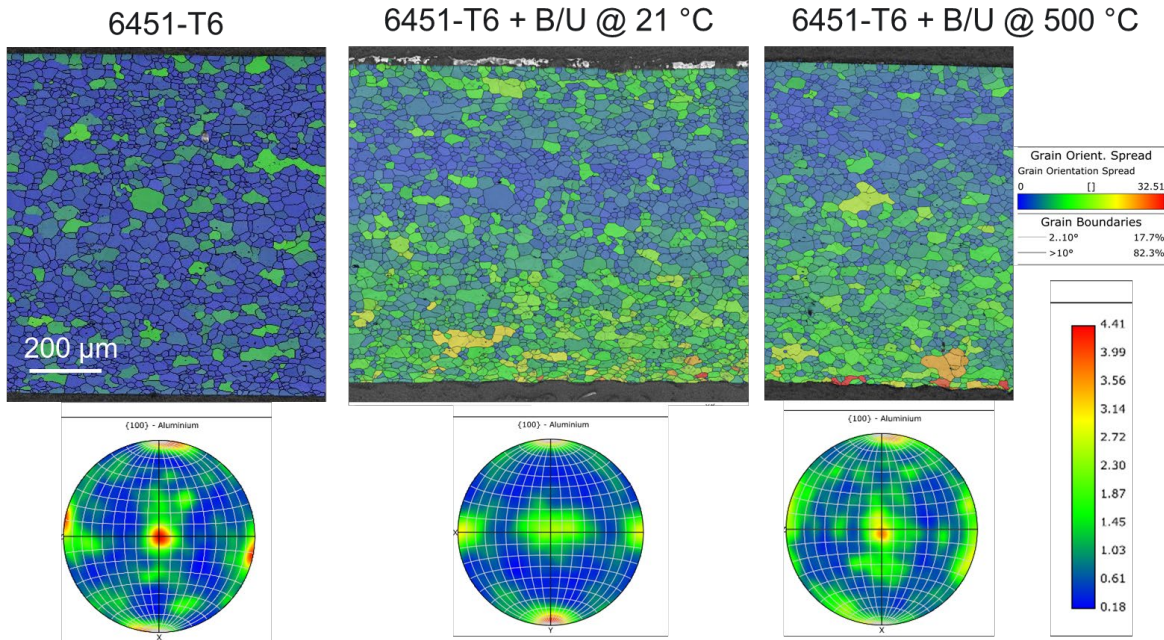 6451-T6
6451-T6 + B/U @ 21 °C
6451-T6 + B/U @ 500 °C
200 µm
Grain Orient. Spread
Grain Orientation Spread
0 [] 32.51
Grain Boundaries
2..10° 17.7%
>10° 82.3%
{100} - Aluminium
X
{100} - Aluminium
X
Y
{100} - Aluminium
X
4.41
3.99
3.56
3.14
2.72
2.30
1.87
1.45
1.03
0.61
0.18